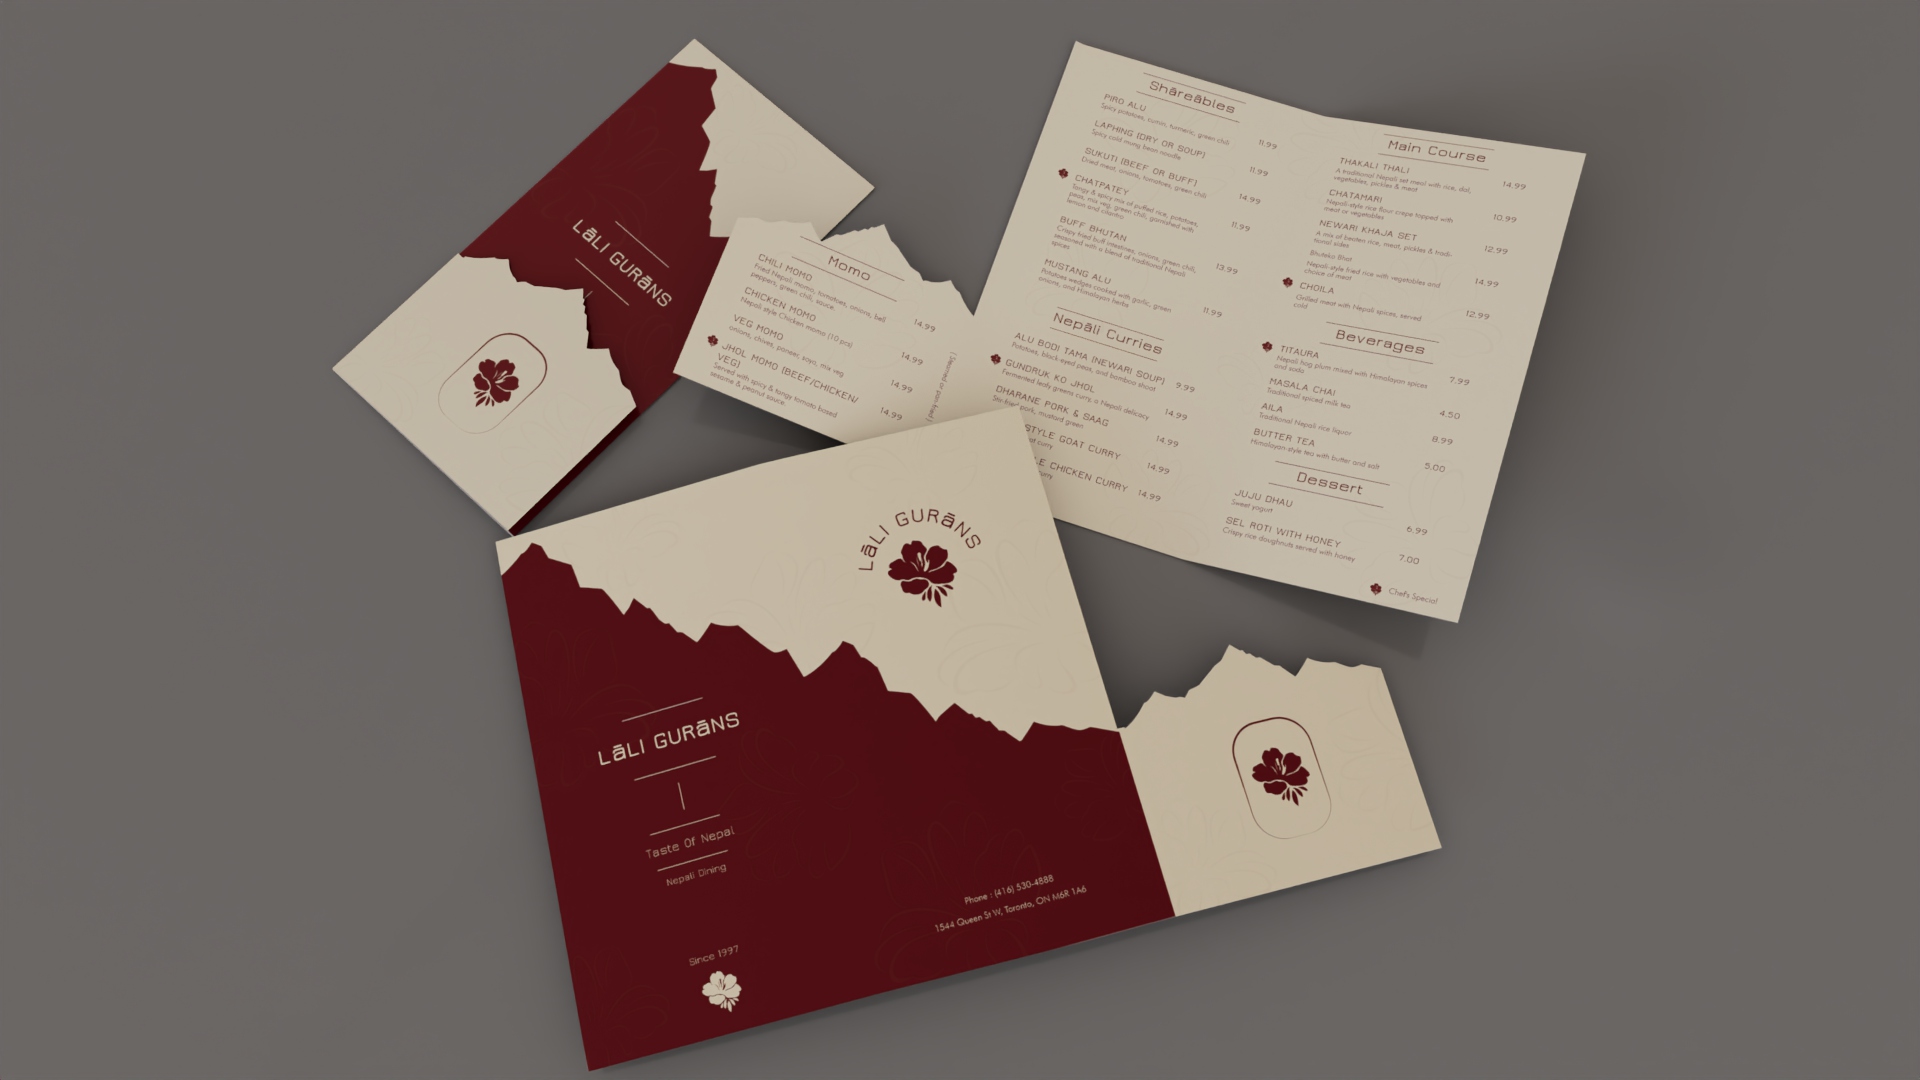 LāLI GURāNS
Momo
CHILI MOMO
Fried Nepali momo, tomatoes, onions, bell
peppers, green chili, sauce.
14.99
CHICKEN MOMO
Nepali style Chicken momo (10 pcs)
14.99
VEG MOMO
onions, chives, paneer, soya, mix veg
14.99
JHOL MOMO [BEEF/CHICKEN/
VEG]
Served with spicy & tangy tomato based
sesame & peanut sauce.
14.99
( Steamed or pan fried )
Shāreābles
PIRO ALU
Spicy potatoes, cumin, turmeric, green chili
11.99
LAPHING [DRY OR SOUP]
Spicy cold mung bean noodle
11.99
SUKUTI [BEEF OR BUFF]
Dried meat, onions, tomatoes, green chili
14.99
CHATPATEY
Tangy & spicy mix of puffed rice, potatoes,
peas, mix veg, green chili, garnished with
lemon and cilantro
11.99
BUFF BHUTAN
Crispy fried buff intestines, onions, green chili,
seasoned with a blend of traditional Nepali
spices
13.99
MUSTANG ALU
Potatoes wedges cooked with garlic, green
onions, and Himalayan herbs
11.99
Nepāli Curries
ALU BODI TAMA [NEWARI SOUP]
Potatoes, black-eyed peas, and bamboo shoot
9.99
GUNDRUK KO JHOL
Fermented leafy greens curry, a Nepali delicacy
14.99
DHARANE PORK & SAAG
Stir-fried pork, mustard green
14.99
STYLE GOAT CURRY
curry
14.99
CHICKEN CURRY
14.99
Main Course
THAKALI THALI
A traditional Nepali set meal with rice, dal,
vegetables, pickles & meat
14.99
CHATAMARI
Nepali-style rice flour crepe topped with
meat or vegetables
10.99
NEWARI KHAJA SET
A mix of beaten rice, meat, pickles & tradi-
tional sides
12.99
Bhuteko Bhat
Nepali-style fried rice with vegetables and
choice of meat
14.99
CHOILA
Grilled meat with Nepali spices, served
cold
12.99
Beverages
TITAURA
Nepali hog plum mixed with Himalayan spices
and soda
7.99
MASALA CHAI
Traditional spiced milk tea
4.50
AILA
Traditional Nepali rice liquor
8.99
BUTTER TEA
Himalayan-style tea with butter and salt
5.00
Dessert
JUJU DHAU
Sweet yogurt
6.99
SEL ROTI WITH HONEY
Crispy rice doughnuts served with honey
7.00
Chefs Special
LāLI GURāNS
LāLI GURāNS
Taste Of Nepal
Nepali Dining
Since 1997
Phone : (416) 530-4888
1544 Queen St W, Toronto, ON M6R 1A6